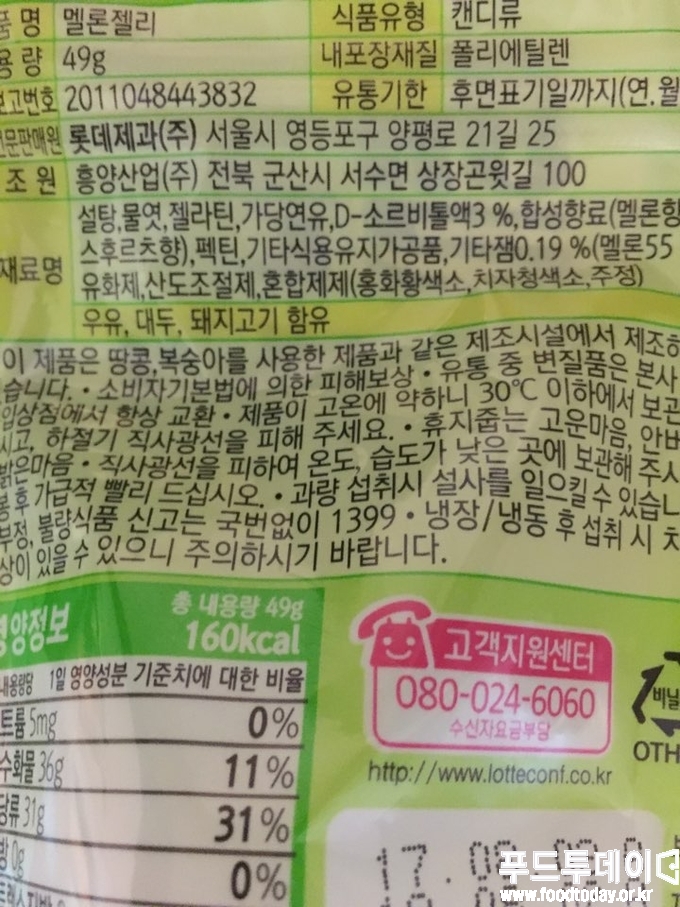 품 명 멜론젤리 식품유형 캔디류
용 량 49g 내포장재질 폴리에틸렌
보고번호 2011048443832 유통기한 후면표기일까지(연.월
전문판매원 롯데제과(주) 서울시 영등포구 양평로 21길 25
조 원 흥양산업(주) 전북 군산시 서수면 상장곤윗길 100
재료명 설탕,물엿,젤라틴,가당연유,D-소르비톨액3 %,합성향료(멜론향
스후르츠향),펙틴,기타식용유지가공품,기타잼0.19 %(멜론55
유화제,산도조절제,혼합제제(홍화황색소,치자청색소,주정)
우유, 대두, 돼지고기 함유
이 제품은 땅콩,복숭아를 사용한 제품과 같은 제조시설에서 제조하
습니다. • 소비자기본법에 의한 피해보상 • 유통 중 변질품은 본사
입상점에서 항상 교환 • 제품이 고온에 약하니 30℃ 이하에서 보관
시고, 하절기 직사광선을 피해 주세요. • 휴지줍는 고운마음, 안버
밝은마음 • 직사광선을 피하여 온도, 습도가 낮은 곳에 보관해 주시
봉 후 가급적 빨리 드십시오. • 과량 섭취시 설사를 일으킬 수 있습니
부정, 불량식품 신고는 국번없이 1399 • 냉장/냉동 후 섭취 시 치
상이 있을 수 있으니 주의하시기 바랍니다.
영양정보 총 내용량 49g
160kcal
내용량당 1일 영양성분 기준치에 대한 비율
트륨 5mg 0%
수화물 36g 11%
당류 31g 31%
방 0g 0%
고객지원센터
080-024-6060
수신자요금부담
http://www.lotteconf.co.kr
비닐
OTH
17.09
푸드투데이
www.foodtoday.or.kr